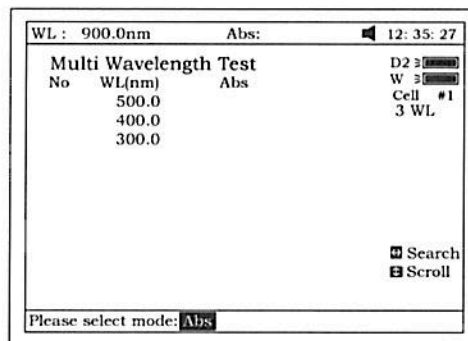 WL : 900.0nm Abs: 12: 35: 27
Multi Wavelength Test D2
No WL(nm) Abs W
500.0 Cell #1
400.0 3 WL
300.0
Search
Scroll
Please select mode: Abs